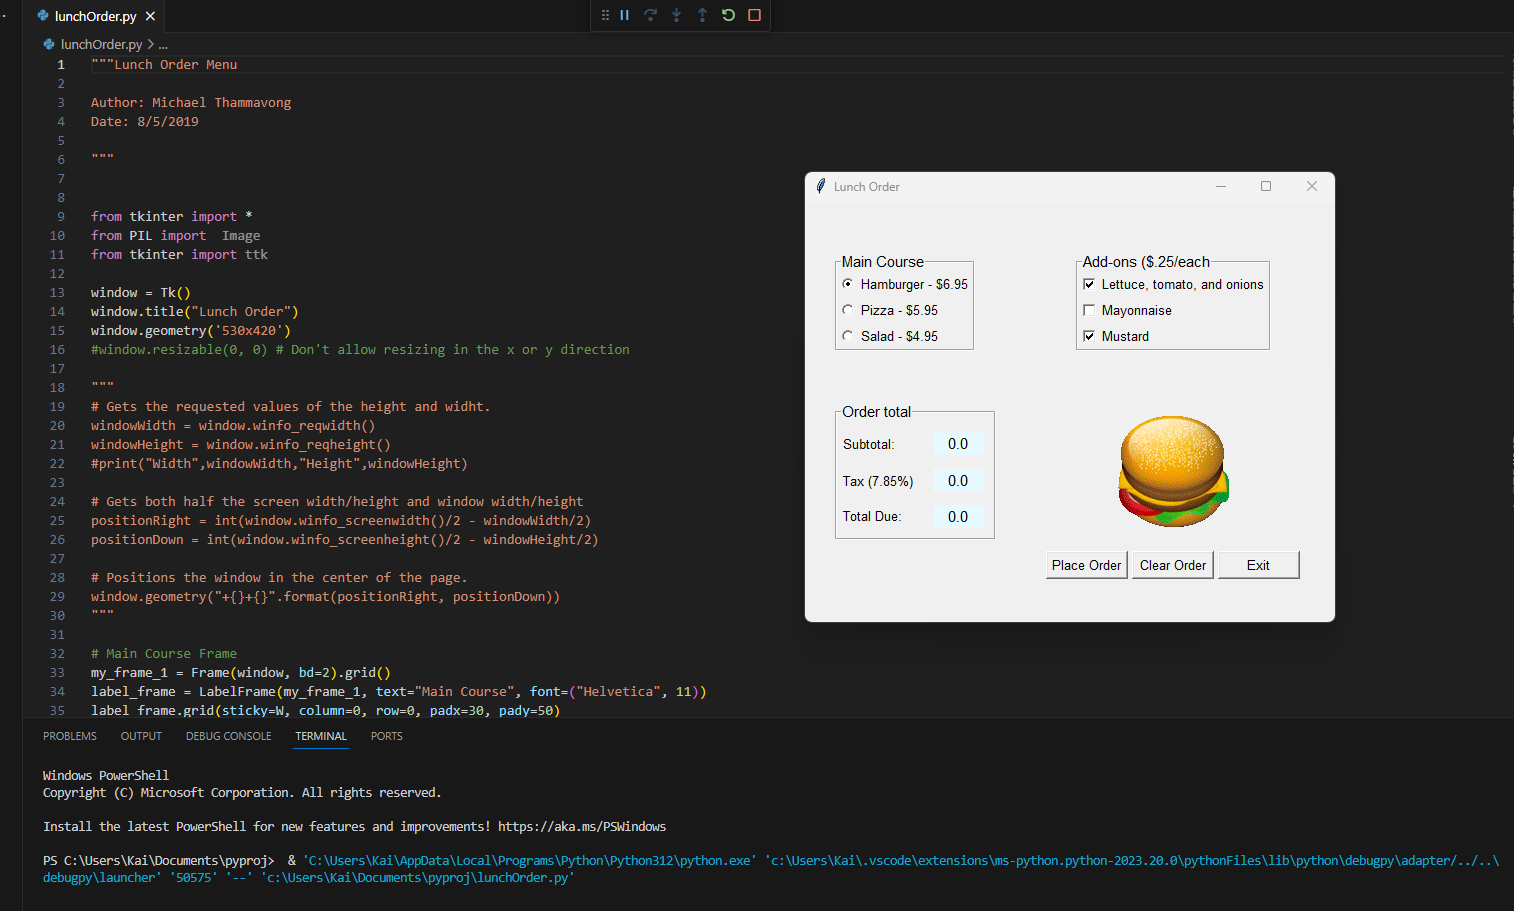 lunchOrder.py
lunchOrder.py > ...
1 """Lunch Order Menu
2
3 Author: Michael Thammavong
4 Date: 8/5/2019
5
6 """
7
8
9 from tkinter import *
10 from PIL import  Image
11 from tkinter import ttk
12
13 window = Tk()
14 window.title("Lunch Order")
15 window.geometry('530x420')
16 #window.resizable(0, 0) # Don't allow resizing in the x or y direction
17
18 """
19 # Gets the requested values of the height and widht.
20 windowWidth = window.winfo_reqwidth()
21 windowHeight = window.winfo_reqheight()
22 #print("Width",windowWidth,"Height",windowHeight)
23
24 # Gets both half the screen width/height and window width/height
25 positionRight = int(window.winfo_screenwidth()/2 - windowWidth/2)
26 positionDown = int(window.winfo_screenheight()/2 - windowHeight/2)
27
28 # Positions the window in the center of the page.
29 window.geometry("+{}+{}".format(positionRight, positionDown))
30 """
31
32 # Main Course Frame
33 my_frame_1 = Frame(window, bd=2).grid()
34 label_frame = LabelFrame(my_frame_1, text="Main Course", font=("Helvetica", 11))
35 label_frame.grid(sticky=W, column=0, row=0, padx=30, pady=50)
Lunch Order
Main Course
Hamburger - $6.95
Pizza - $5.95
Salad - $4.95
Add-ons ($.25/each
Lettuce, tomato, and onions
Mayonnaise
Mustard
Order total
Subtotal: 0.0
Tax (7.85%) 0.0
Total Due: 0.0
Place Order Clear Order Exit
PROBLEMS OUTPUT DEBUG CONSOLE TERMINAL PORTS
Windows PowerShell
Copyright (C) Microsoft Corporation. All rights reserved.
Install the latest PowerShell for new features and improvements! https://aka.ms/PSWindows
PS C:\Users\Kai\Documents\pyproj>  & 'C:\Users\Kai\AppData\Local\Programs\Python\Python312\python.exe' 'c:\Users\Kai\.vscode\extensions\ms-python.python-2023.20.0\pythonFiles\lib\python\debugpy\adapter/../..\
debugpy\launcher' '50575' '--' 'c:\Users\Kai\Documents\pyproj\lunchOrder.py'